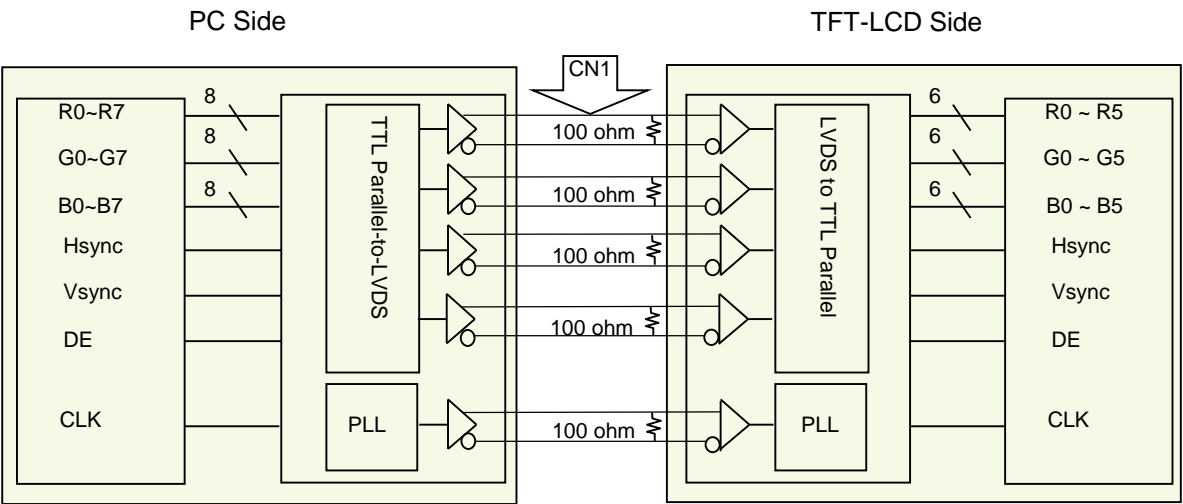 PC Side
TFT-LCD Side
CN1
R0~R7
8
G0~G7
8
B0~B7
8
Hsync
Vsync
DE
CLK
TTL Parallel-to-LVDS
PLL
100 ohm
100 ohm
100 ohm
100 ohm
100 ohm
LVDS to TTL Parallel
PLL
6
R0 ~ R5
6
G0 ~ G5
6
B0 ~ B5
Hsync
Vsync
DE
CLK